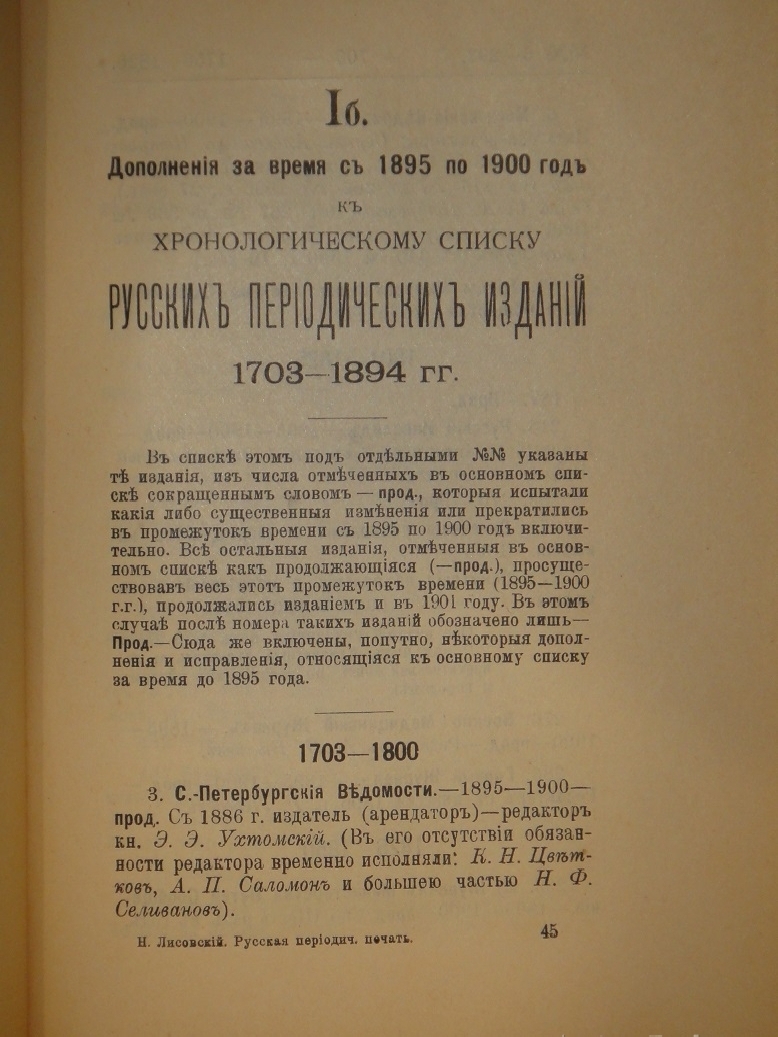 Iб.
Дополненія за время съ 1895 по 1900 годъ
къ
ХРОНОЛОГИЧЕСКОМУ СПИСКУ
РУССКИХЪ ПЕРІОДИЧЕСКИХЪ ИЗДАНІЙ
1703—1894 гг.
Въ спискѣ этомъ подъ отдѣльными №№ указаны
тѣ изданія, изъ числа отмѣченныхъ въ основномъ спи-
скѣ сокращеннымъ словомъ — прод., которыя испытали
какія либо существенныя измѣненія или прекратились
въ промежутокъ времени съ 1895 по 1900 годъ включи-
тельно. Всѣ остальныя изданія, отмѣченныя въ основ-
номъ спискѣ какъ продолжающіяся (—прод.), просуще-
ствовавъ весь этотъ промежутокъ времени (1895—1900
г.г.), продолжались изданіемъ и въ 1901 году. Въ этомъ
случаѣ послѣ номера такихъ изданій обозначено лишь—
Прод.—Сюда же включены, попутно, нѣкоторыя допол-
ненія и исправленія, относящіяся къ основному списку
за время до 1895 года.
1703—1800
3. С.-Петербургскія Вѣдомости.—1895—1900—
прод. Съ 1886 г. издатель (арендаторъ)—редакторъ
кн. Э. Э. Ухтомскій. (Въ его отсутствіи обязан-
ности редактора временно исполняли: К. Н. Цвѣт-
ковъ, А. П. Саломонъ и большею частью Н. Ф.
Селивановъ).
Н. Лисовскій. Русская періодич. печать.
45